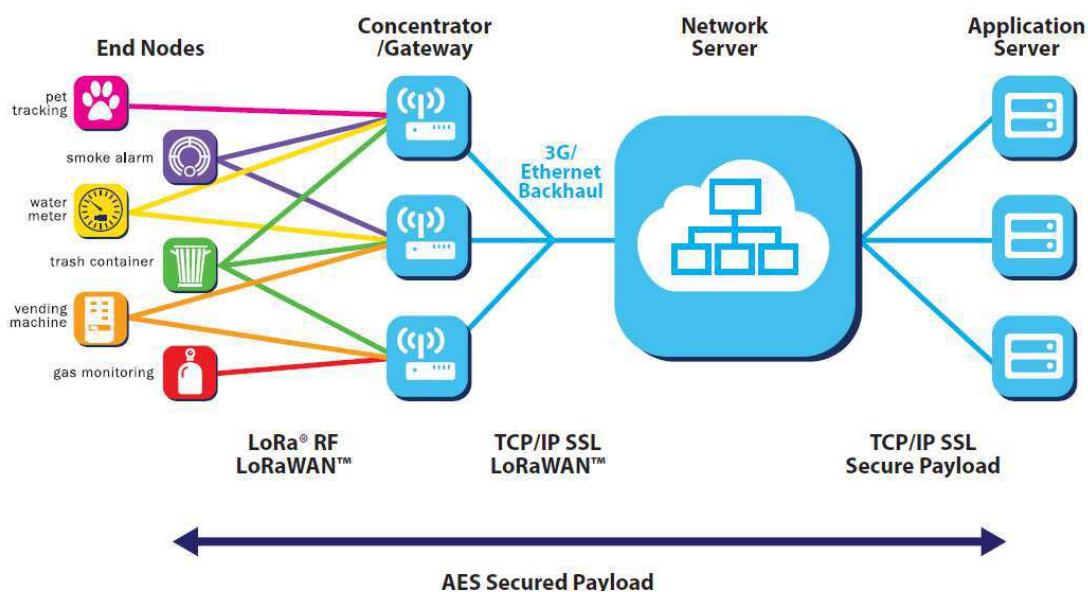 End Nodes
Concentrator
/Gateway
Network
Server
Application
Server
pet
tracking
smoke alarm
water
meter
trash container
vending
machine
gas monitoring
3G/
Ethernet
Backhaul
LoRa® RF
LoRaWAN™
TCP/IP SSL
LoRaWAN™
TCP/IP SSL
Secure Payload
AES Secured Payload